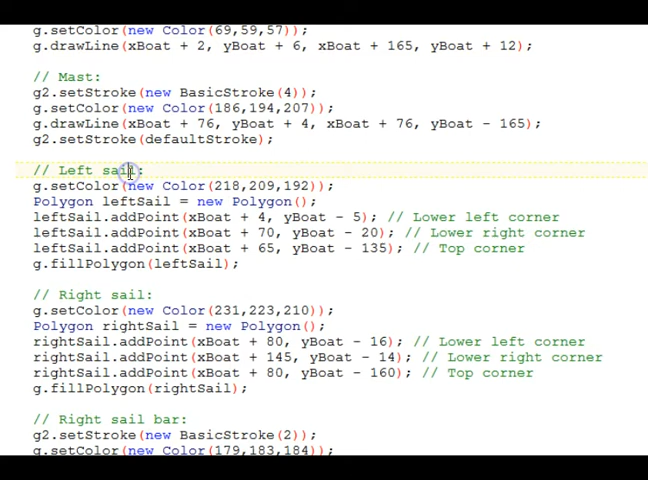 g.setColor(new Color(69,59,57));
g.drawLine(xBoat + 2, yBoat + 6, xBoat + 165, yBoat + 12);
// Mast:
g2.setStroke(new BasicStroke(4));
g.setColor(new Color(186,194,207));
g.drawLine(xBoat + 76, yBoat + 4, xBoat + 76, yBoat - 165);
g2.setStroke(defaultStroke);
// Left sail:
g.setColor(new Color(218,209,192));
Polygon leftSail = new Polygon();
leftSail.addPoint(xBoat + 4, yBoat - 5); // Lower left corner
leftSail.addPoint(xBoat + 70, yBoat - 20); // Lower right corner
leftSail.addPoint(xBoat + 65, yBoat - 135); // Top corner
g.fillPolygon(leftSail);
// Right sail:
g.setColor(new Color(231,223,210));
Polygon rightSail = new Polygon();
rightSail.addPoint(xBoat + 80, yBoat - 16); // Lower left corner
rightSail.addPoint(xBoat + 145, yBoat - 14); // Lower right corner
rightSail.addPoint(xBoat + 80, yBoat - 160); // Top corner
g.fillPolygon(rightSail);
// Right sail bar:
g2.setStroke(new BasicStroke(2));
g.setColor(new Color(179,183,184));